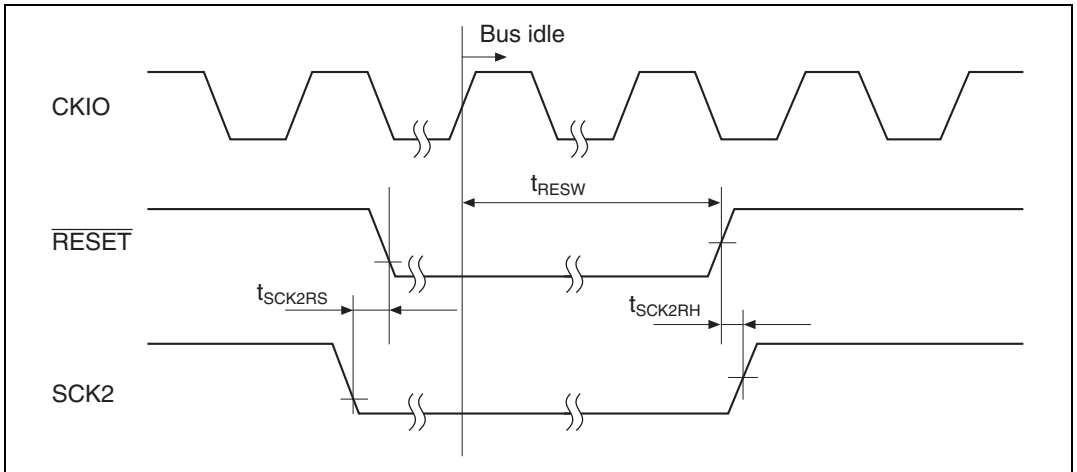 Bus idle
CKIO
tRESW
RESET
tSCK2RS
tSCK2RH
SCK2